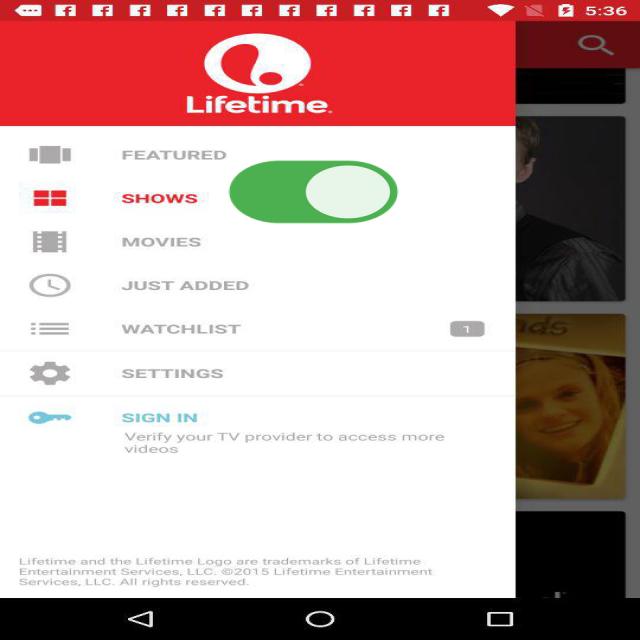 5:36
Lifetime
FEATURED
SHOWS
MOVIES
JUST ADDED
WATCHLIST 1
SETTINGS
SIGN IN
Verify your TV provider to access more
videos
Lifetime and the Lifetime Logo are trademarks of Lifetime
Entertainment Services, LLC. ©2015 Lifetime Entertainment
Services, LLC. All rights reserved.